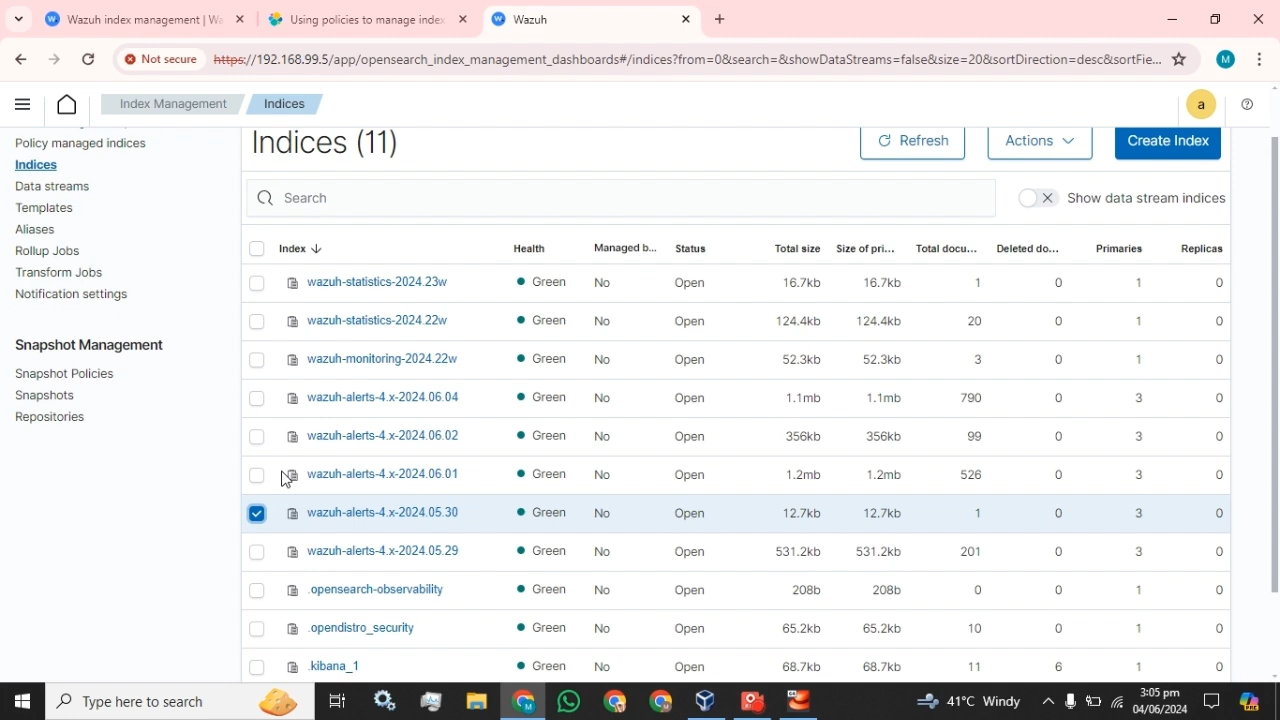 Wazuh index management | Wa
Using policies to manage index
Wazuh
Not secure
https://192.168.99.5/app/opensearch_index_management_dashboards#/indices?from=0&search=&showDataStreams=false&size=20&sortDirection=desc&sortFie...
M
Index Management
Indices
a
Policy managed indices
Indices
Data streams
Templates
Aliases
Rollup Jobs
Transform Jobs
Notification settings
Snapshot Management
Snapshot Policies
Snapshots
Repositories
Indices (11)
Refresh
Actions
Create Index
Search
Show data stream indices
Index Health Managed b... Status Total size Size of pri... Total docu... Deleted do... Primaries Replicas
wazuh-statistics-2024.23w Green No Open 16.7kb 16.7kb 1 0 1 0
wazuh-statistics-2024.22w Green No Open 124.4kb 124.4kb 20 0 1 0
wazuh-monitoring-2024.22w Green No Open 52.3kb 52.3kb 3 0 1 0
wazuh-alerts-4.x-2024.06.04 Green No Open 1.1mb 1.1mb 790 0 3 0
wazuh-alerts-4.x-2024.06.02 Green No Open 356kb 356kb 99 0 3 0
wazuh-alerts-4.x-2024.06.01 Green No Open 1.2mb 1.2mb 526 0 3 0
wazuh-alerts-4.x-2024.05.30 Green No Open 12.7kb 12.7kb 1 0 3 0
wazuh-alerts-4.x-2024.05.29 Green No Open 531.2kb 531.2kb 201 0 3 0
.opensearch-observability Green No Open 208b 208b 0 0 1 0
.opendistro_security Green No Open 65.2kb 65.2kb 10 0 1 0
.kibana_1 Green No Open 68.7kb 68.7kb 11 6 1 0
Type here to search
41°C Windy
3:05 pm
04/06/2024